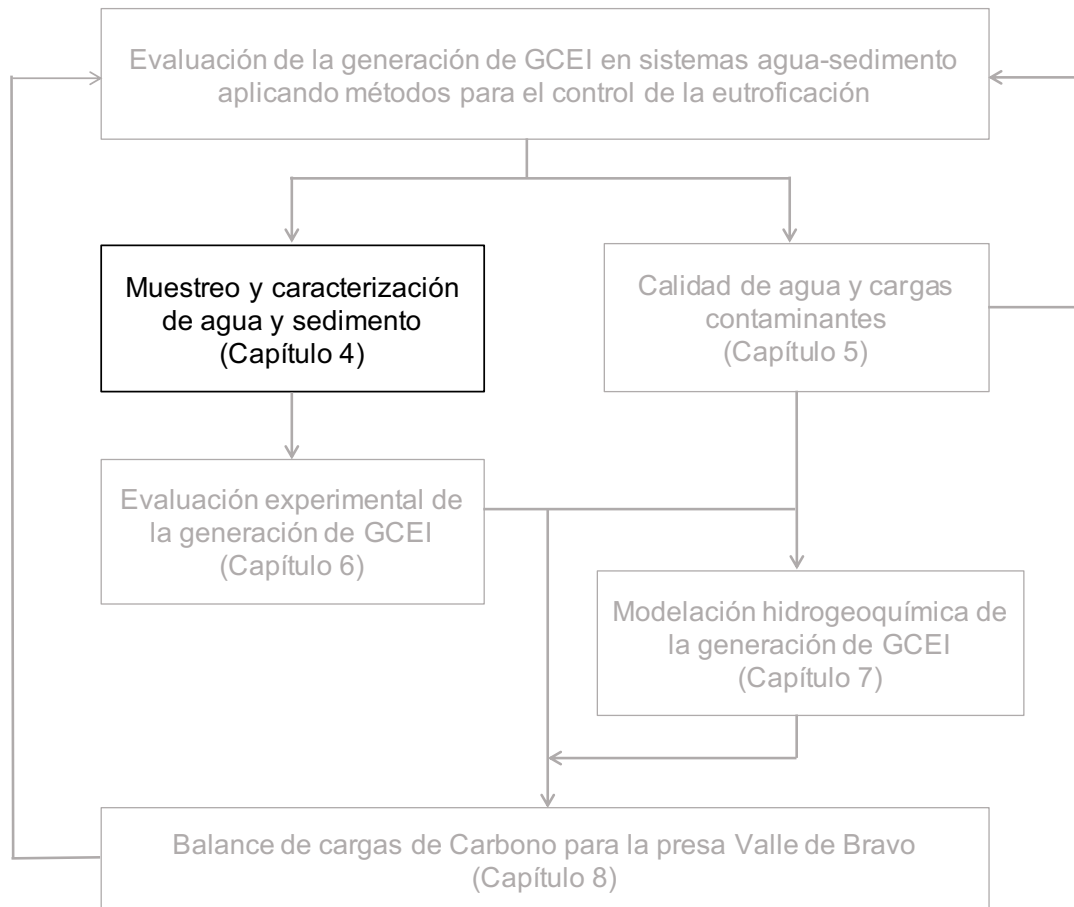 Evaluación de la generación de GCEI en sistemas agua-sedimento
aplicando métodos para el control de la eutroficación
Muestreo y caracterización
de agua y sedimento
(Capítulo 4)
Calidad de agua y cargas
contaminantes
(Capítulo 5)
Evaluación experimental de
la generación de GCEI
(Capítulo 6)
Modelación hidrogeoquímica de
la generación de GCEI
(Capítulo 7)
Balance de cargas de Carbono para la presa Valle de Bravo
(Capítulo 8)